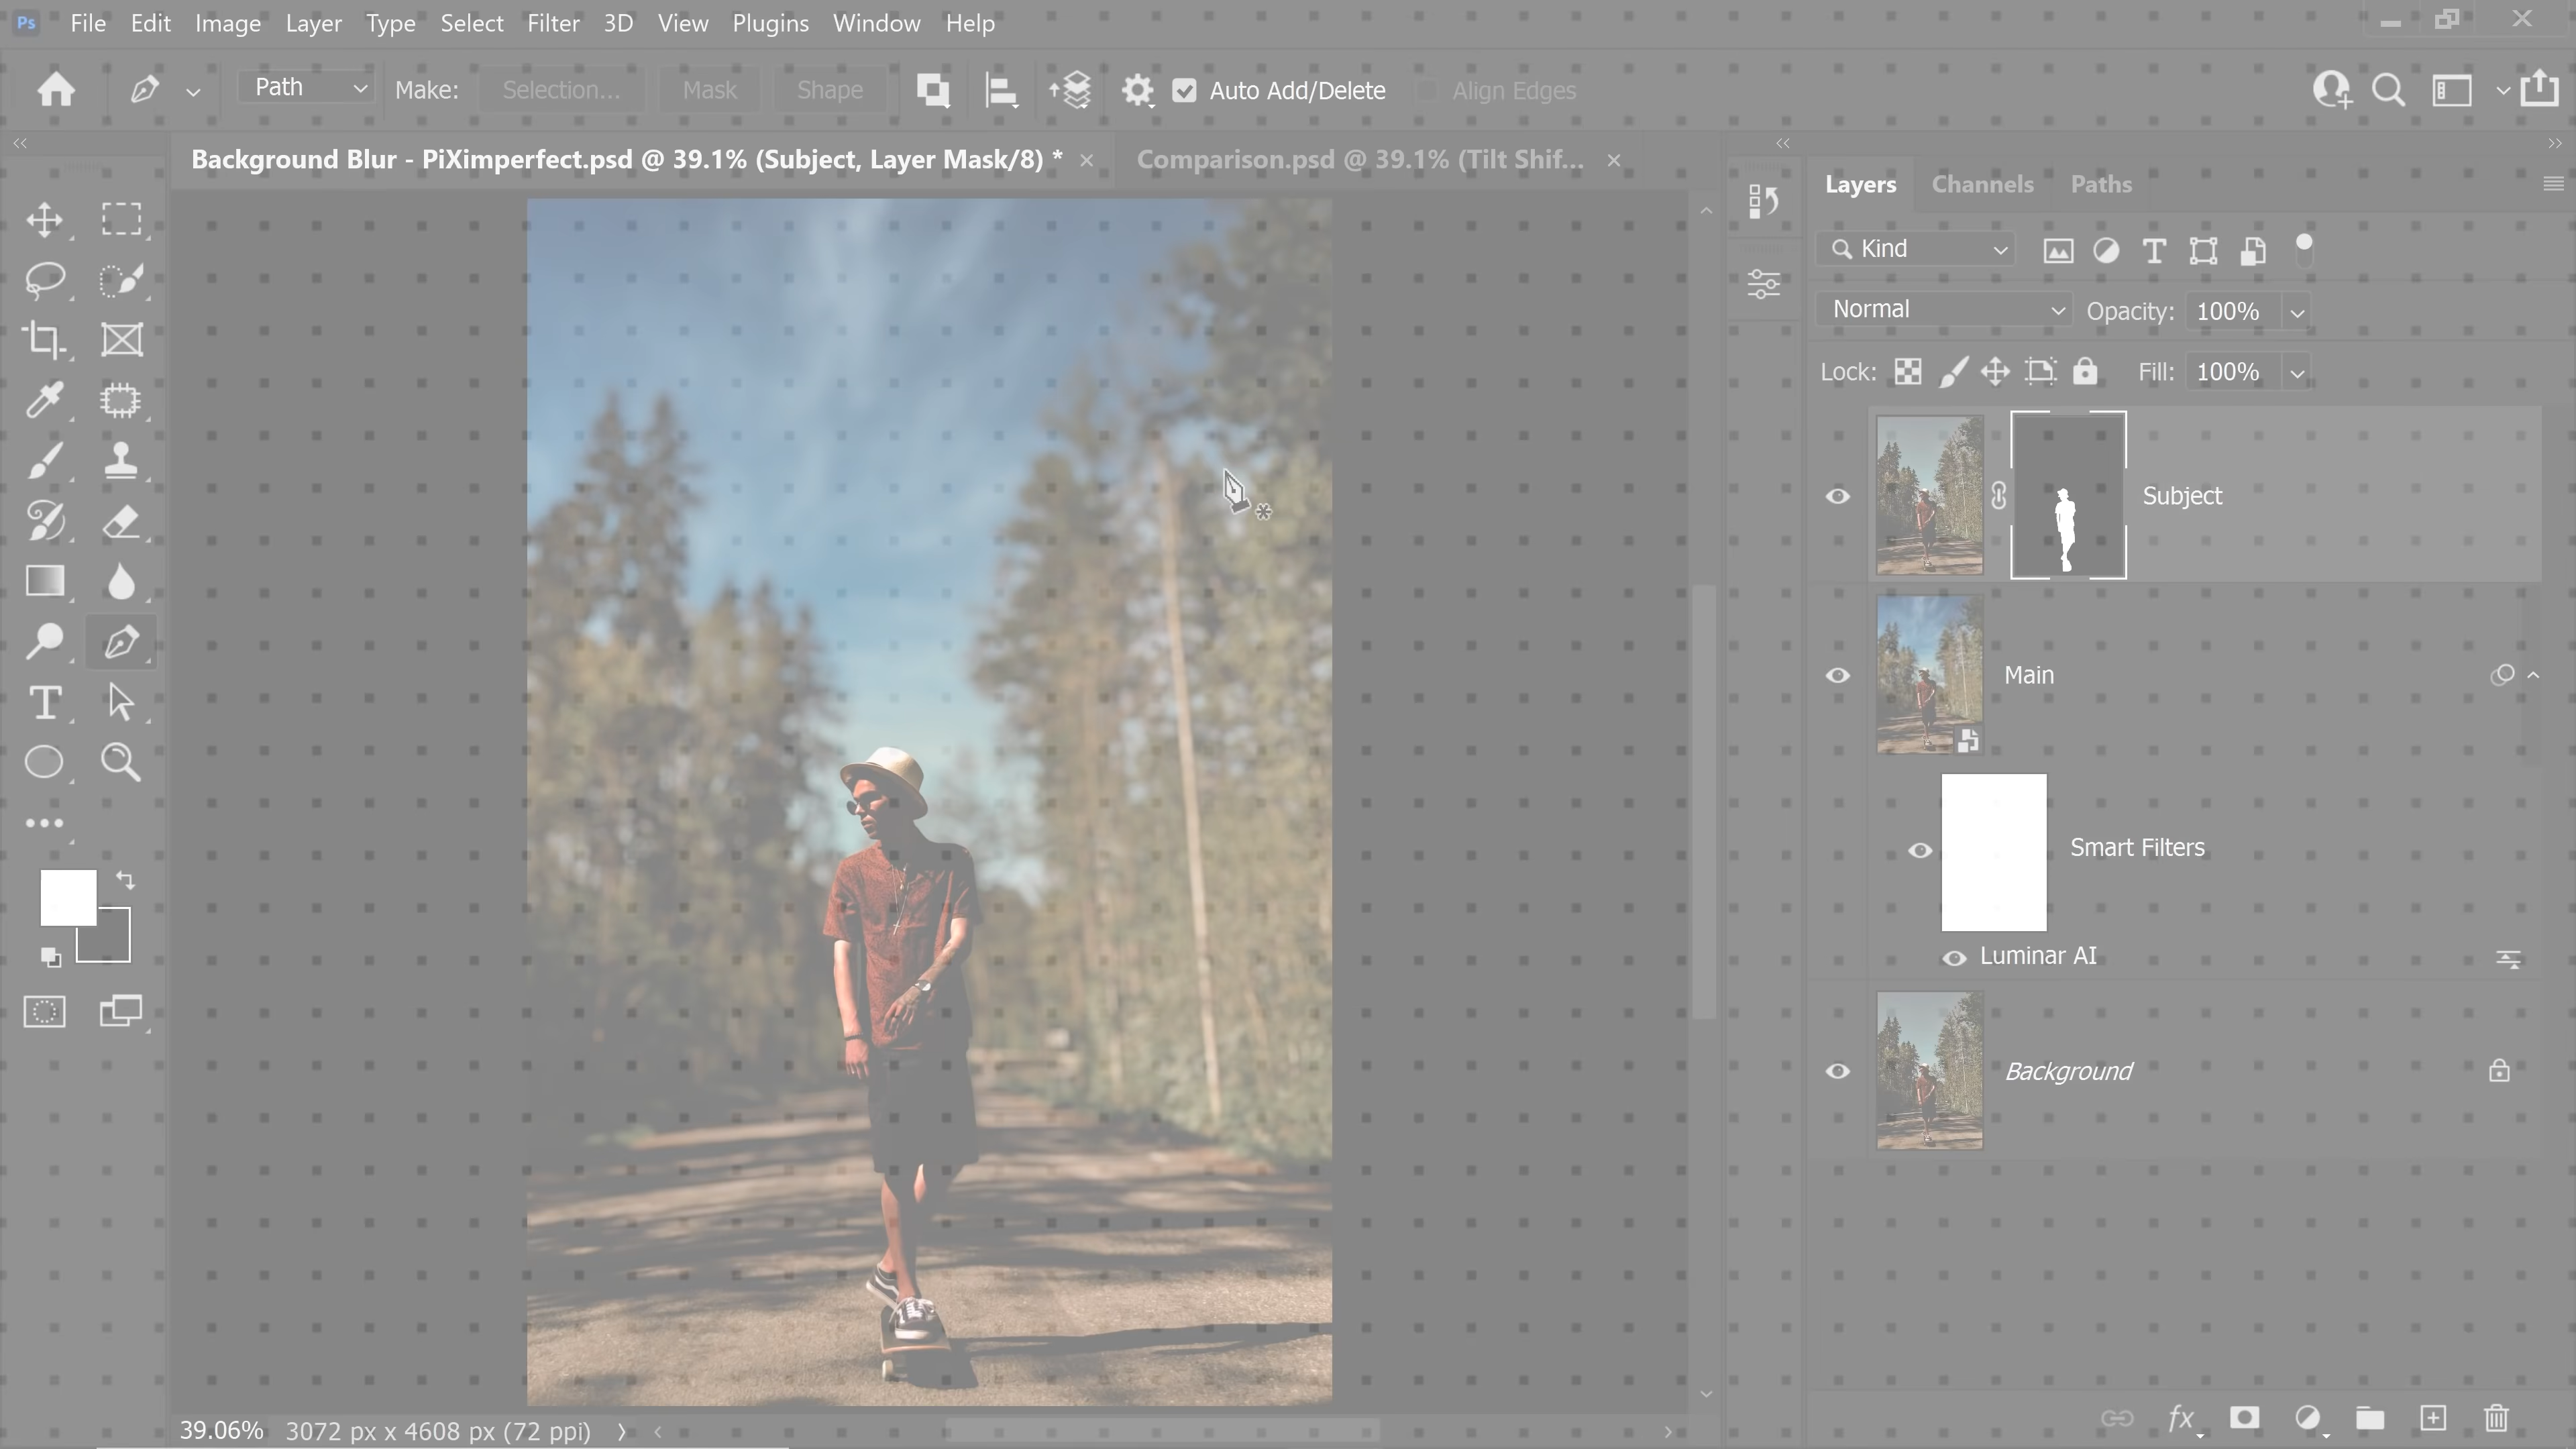 Ps File Edit Image Layer Type Select Filter 3D View Plugins Window Help
Path Make: Selection... Mask Shape Auto Add/Delete Align Edges
Background Blur - PiXimperfect.psd @ 39.1% (Subject, Layer Mask/8) * Comparison.psd @ 39.1% (Tilt Shif...
Layers Channels Paths
Kind
Normal Opacity: 100%
Lock: Fill: 100%
Subject
Main
Smart Filters
Luminar AI
Background
39.06% 3072 px x 4608 px (72 ppi)
fx